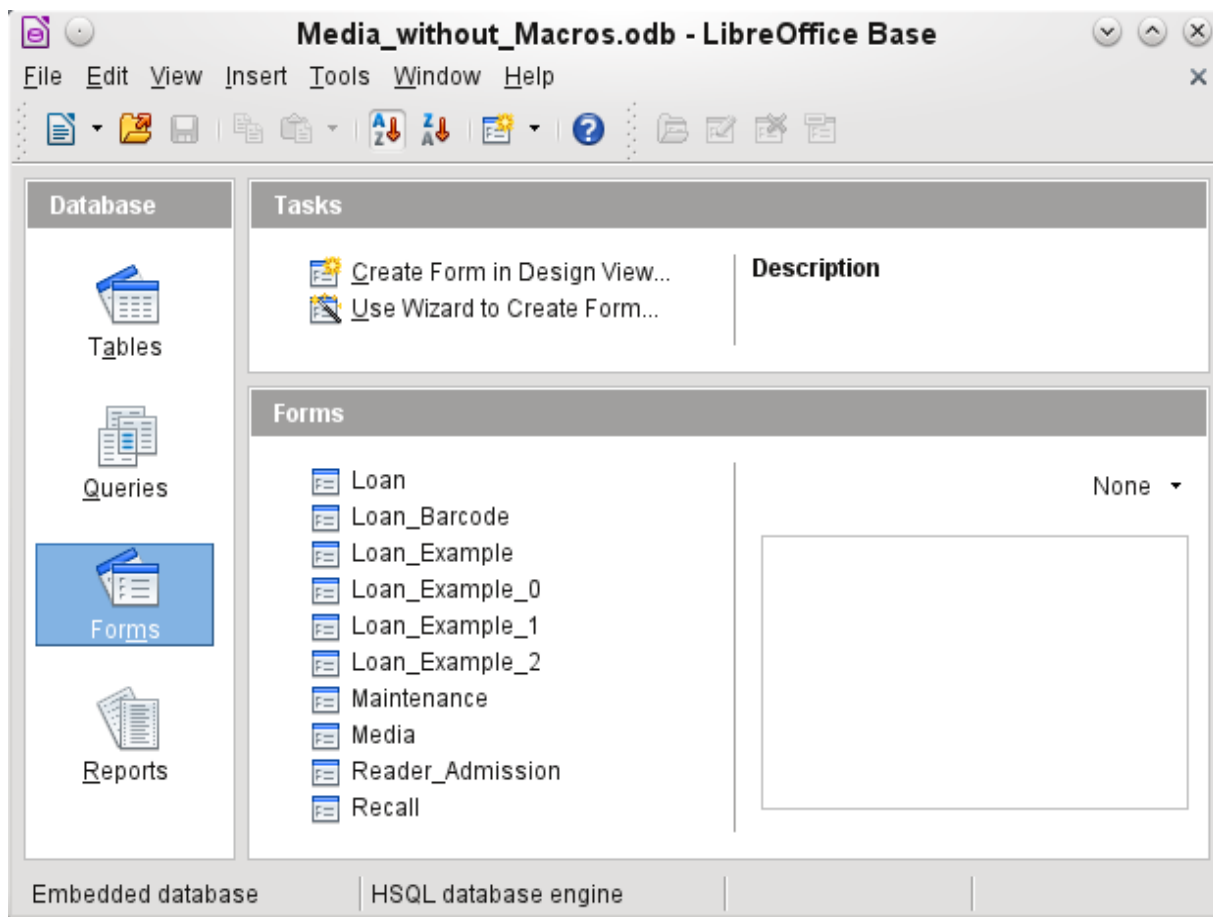 Media_without_Macros.odb - LibreOffice Base
File Edit View Insert Tools Window Help
Database
Tables
Queries
Forms
Reports
Tasks
Create Form in Design View...
Use Wizard to Create Form...
Description
Forms
Loan
Loan_Barcode
Loan_Example
Loan_Example_0
Loan_Example_1
Loan_Example_2
Maintenance
Media
Reader_Admission
Recall
None
Embedded database HSQL database engine